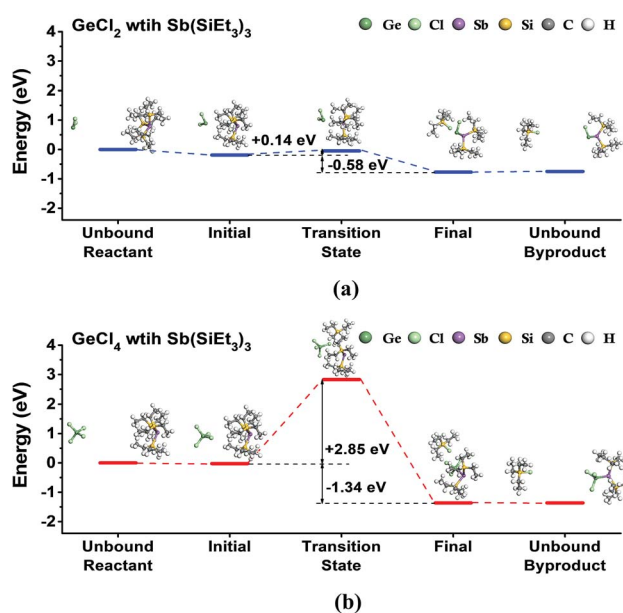 GeCl2 wtih Sb(SiEt3)3
Ge Cl Sb Si C H
Energy (eV)
4
3
2
1
0
-1
-2
+0.14 eV
-0.58 eV
Unbound Reactant
Initial
Transition State
Final
Unbound Byproduct
(a)
GeCl4 wtih Sb(SiEt3)3
Ge Cl Sb Si C H
Energy (eV)
4
3
2
1
0
-1
-2
+2.85 eV
-1.34 eV
Unbound Reactant
Initial
Transition State
Final
Unbound Byproduct
(b)